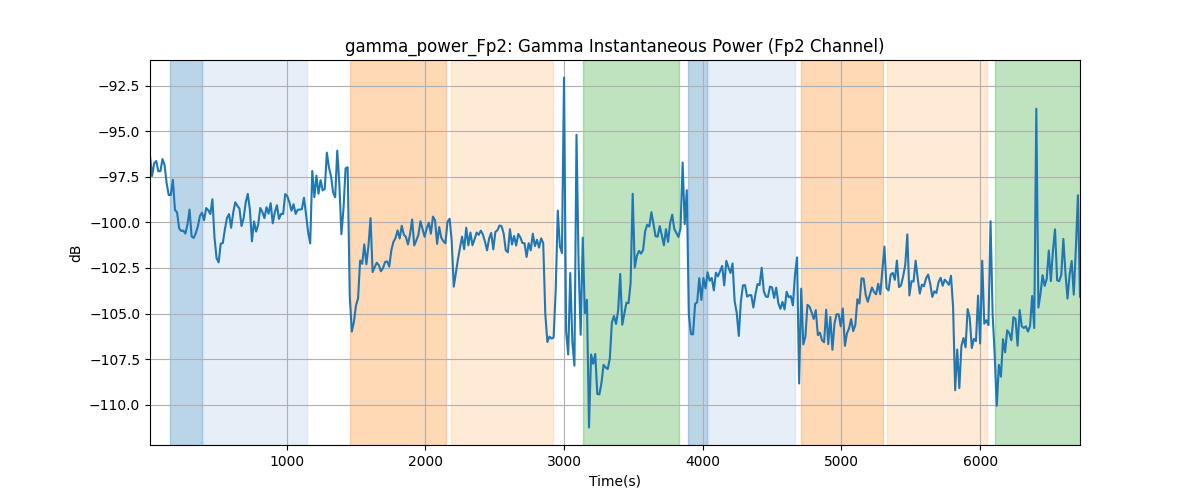 gamma_power_Fp2: Gamma Instantaneous Power (Fp2 Channel)
dB
−92.5
−95.0
−97.5
−100.0
−102.5
−105.0
−107.5
−110.0
1000 2000 3000 4000 5000 6000
Time(s)